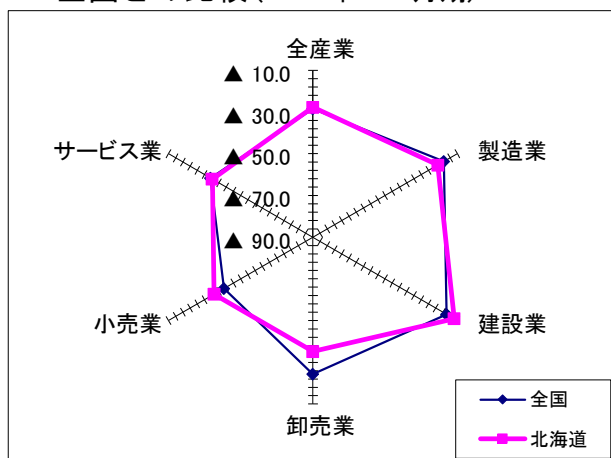 全産業
▲ 10.0
▲ 30.0
▲ 50.0
▲ 70.0
▲ 90.0
サービス業
製造業
小売業
建設業
卸売業
全国
北海道